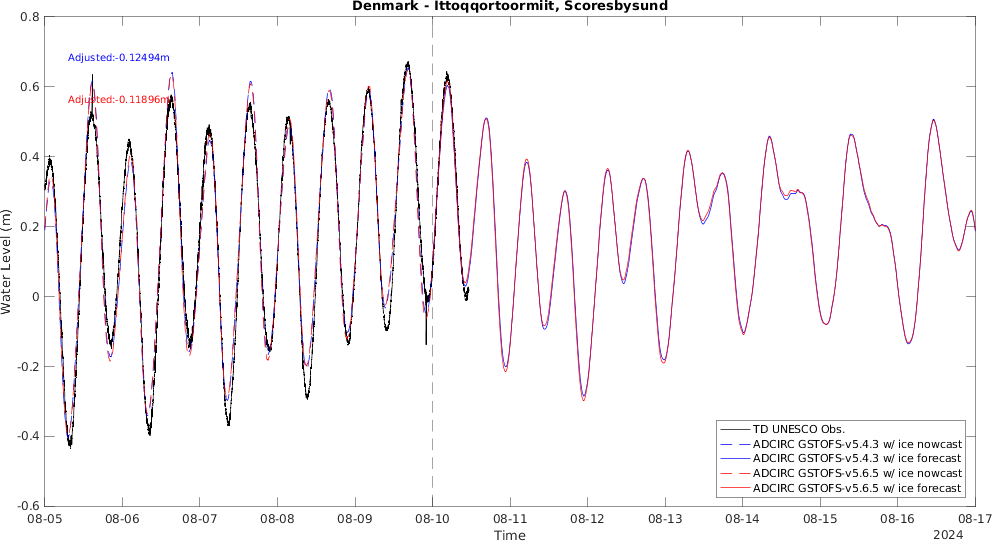 Denmark - Ittoqqortoormiit, Scoresbysund
0.8
0.6
0.4
0.2
0
-0.2
-0.4
-0.6
Water Level (m)
Adjusted:-0.12494m
Adjusted:-0.11896m
TD UNESCO Obs.
ADCIRC GSTOFS-v5.4.3 w/ ice nowcast
ADCIRC GSTOFS-v5.4.3 w/ ice forecast
ADCIRC GSTOFS-v5.6.5 w/ ice nowcast
ADCIRC GSTOFS-v5.6.5 w/ ice forecast
08-05 08-06 08-07 08-08 08-09 08-10 08-11 08-12 08-13 08-14 08-15 08-16 08-17
Time
2024